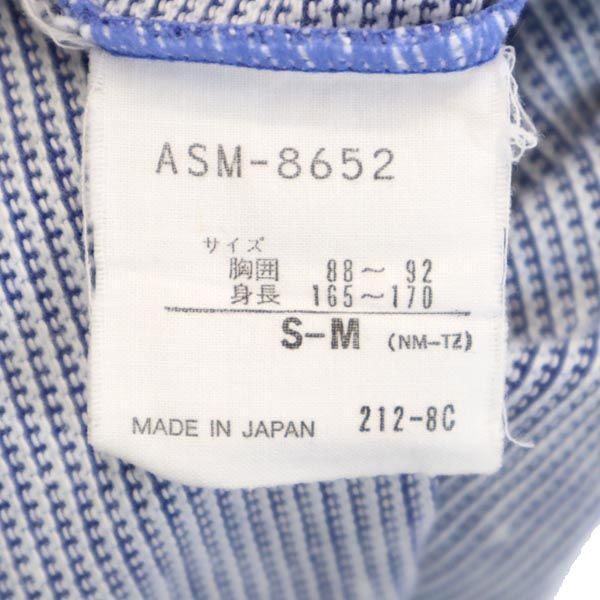 ASM-8652
サイズ
胸囲 88～92
身長 165～170
S-M (NM-TZ)
MADE IN JAPAN 212-8C